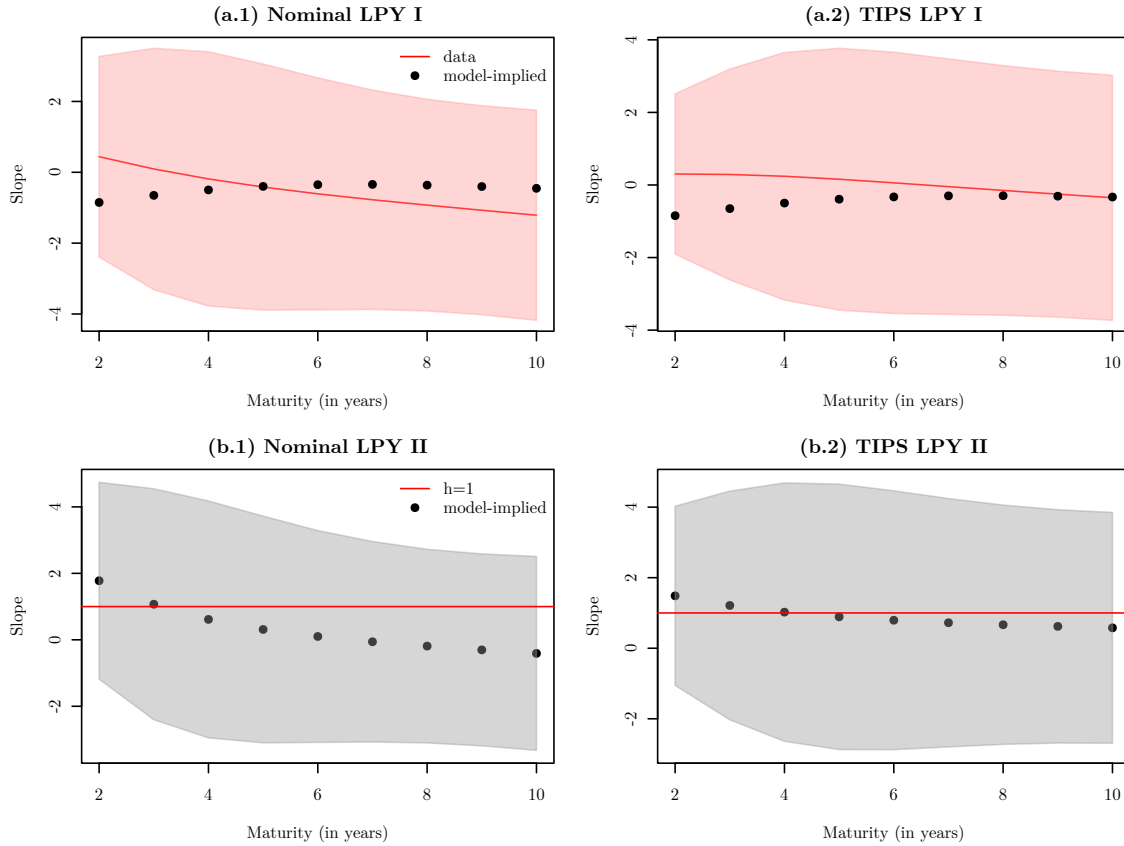 (a.1) Nominal LPY I
Slope
2
0
-2
-4
data
model-implied
2 4 6 8 10
Maturity (in years)
(a.2) TIPS LPY I
Slope
4
2
0
-2
-4
2 4 6 8 10
Maturity (in years)
(b.1) Nominal LPY II
Slope
4
2
0
-2
h=1
model-implied
2 4 6 8 10
Maturity (in years)
(b.2) TIPS LPY II
Slope
4
2
0
-2
2 4 6 8 10
Maturity (in years)